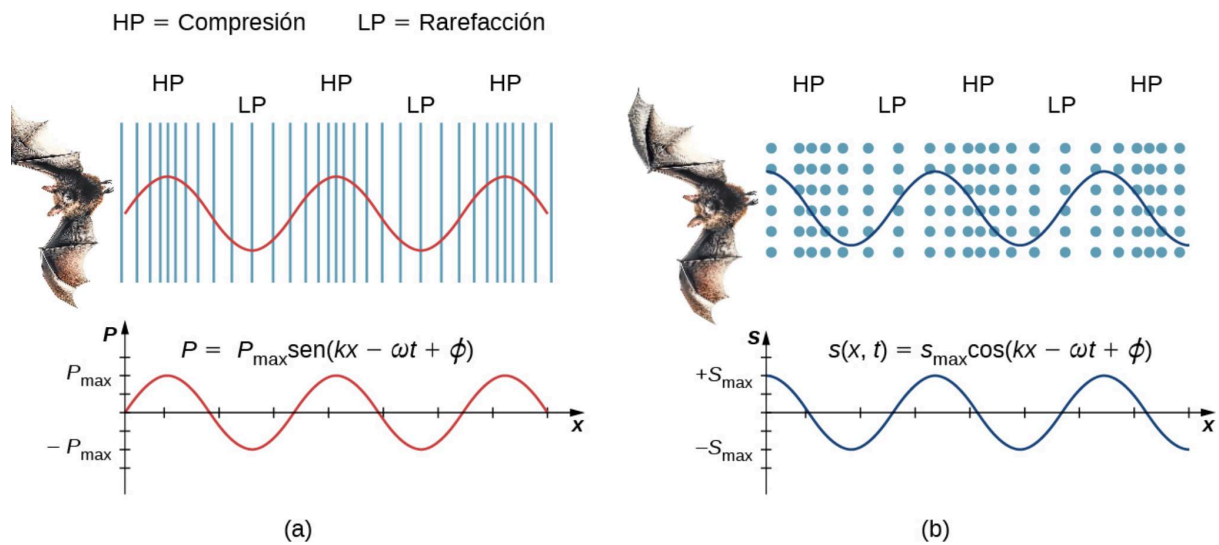 HP = Compresión LP = Rarefacción
HP HP HP
LP LP
P
P = P_max sen(kx − ωt + ϕ)
P_max
− P_max
x
(a)
HP HP HP
LP LP
s
s(x, t) = s_max cos(kx − ωt + ϕ)
+S_max
−S_max
x
(b)